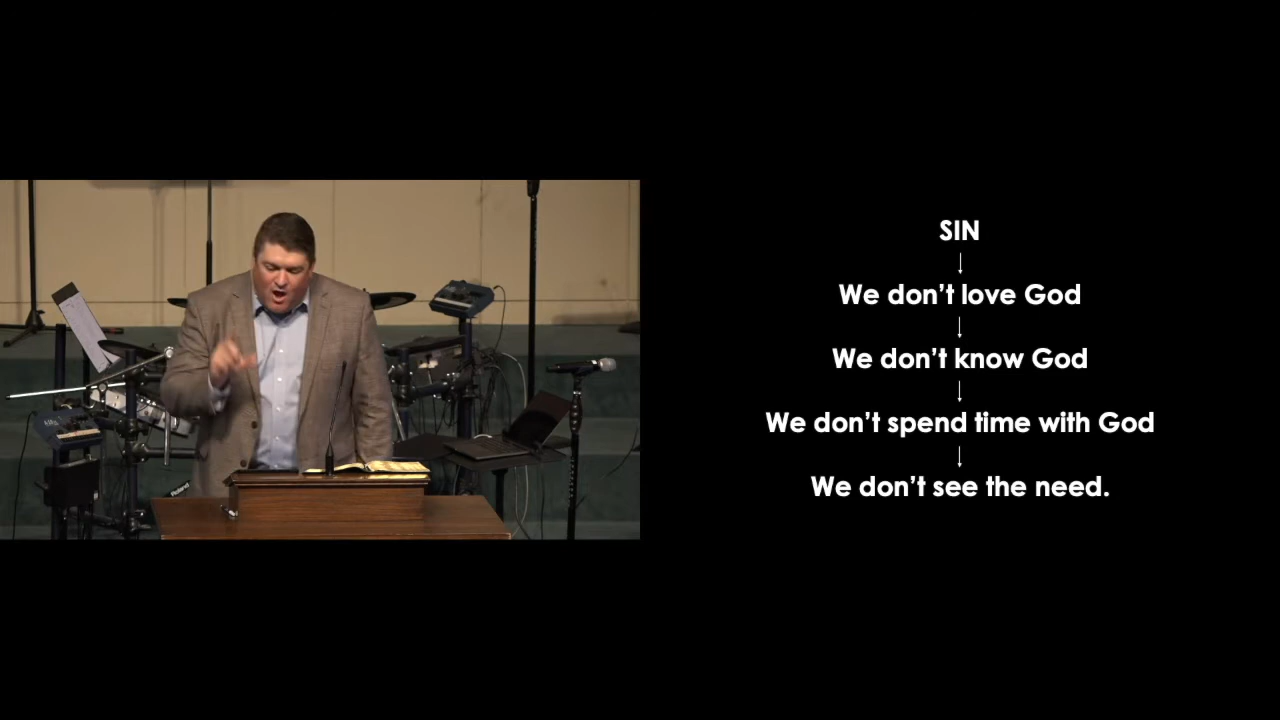 SIN
We don't love God
We don't know God
We don't spend time with God
We don't see the need.
Roland